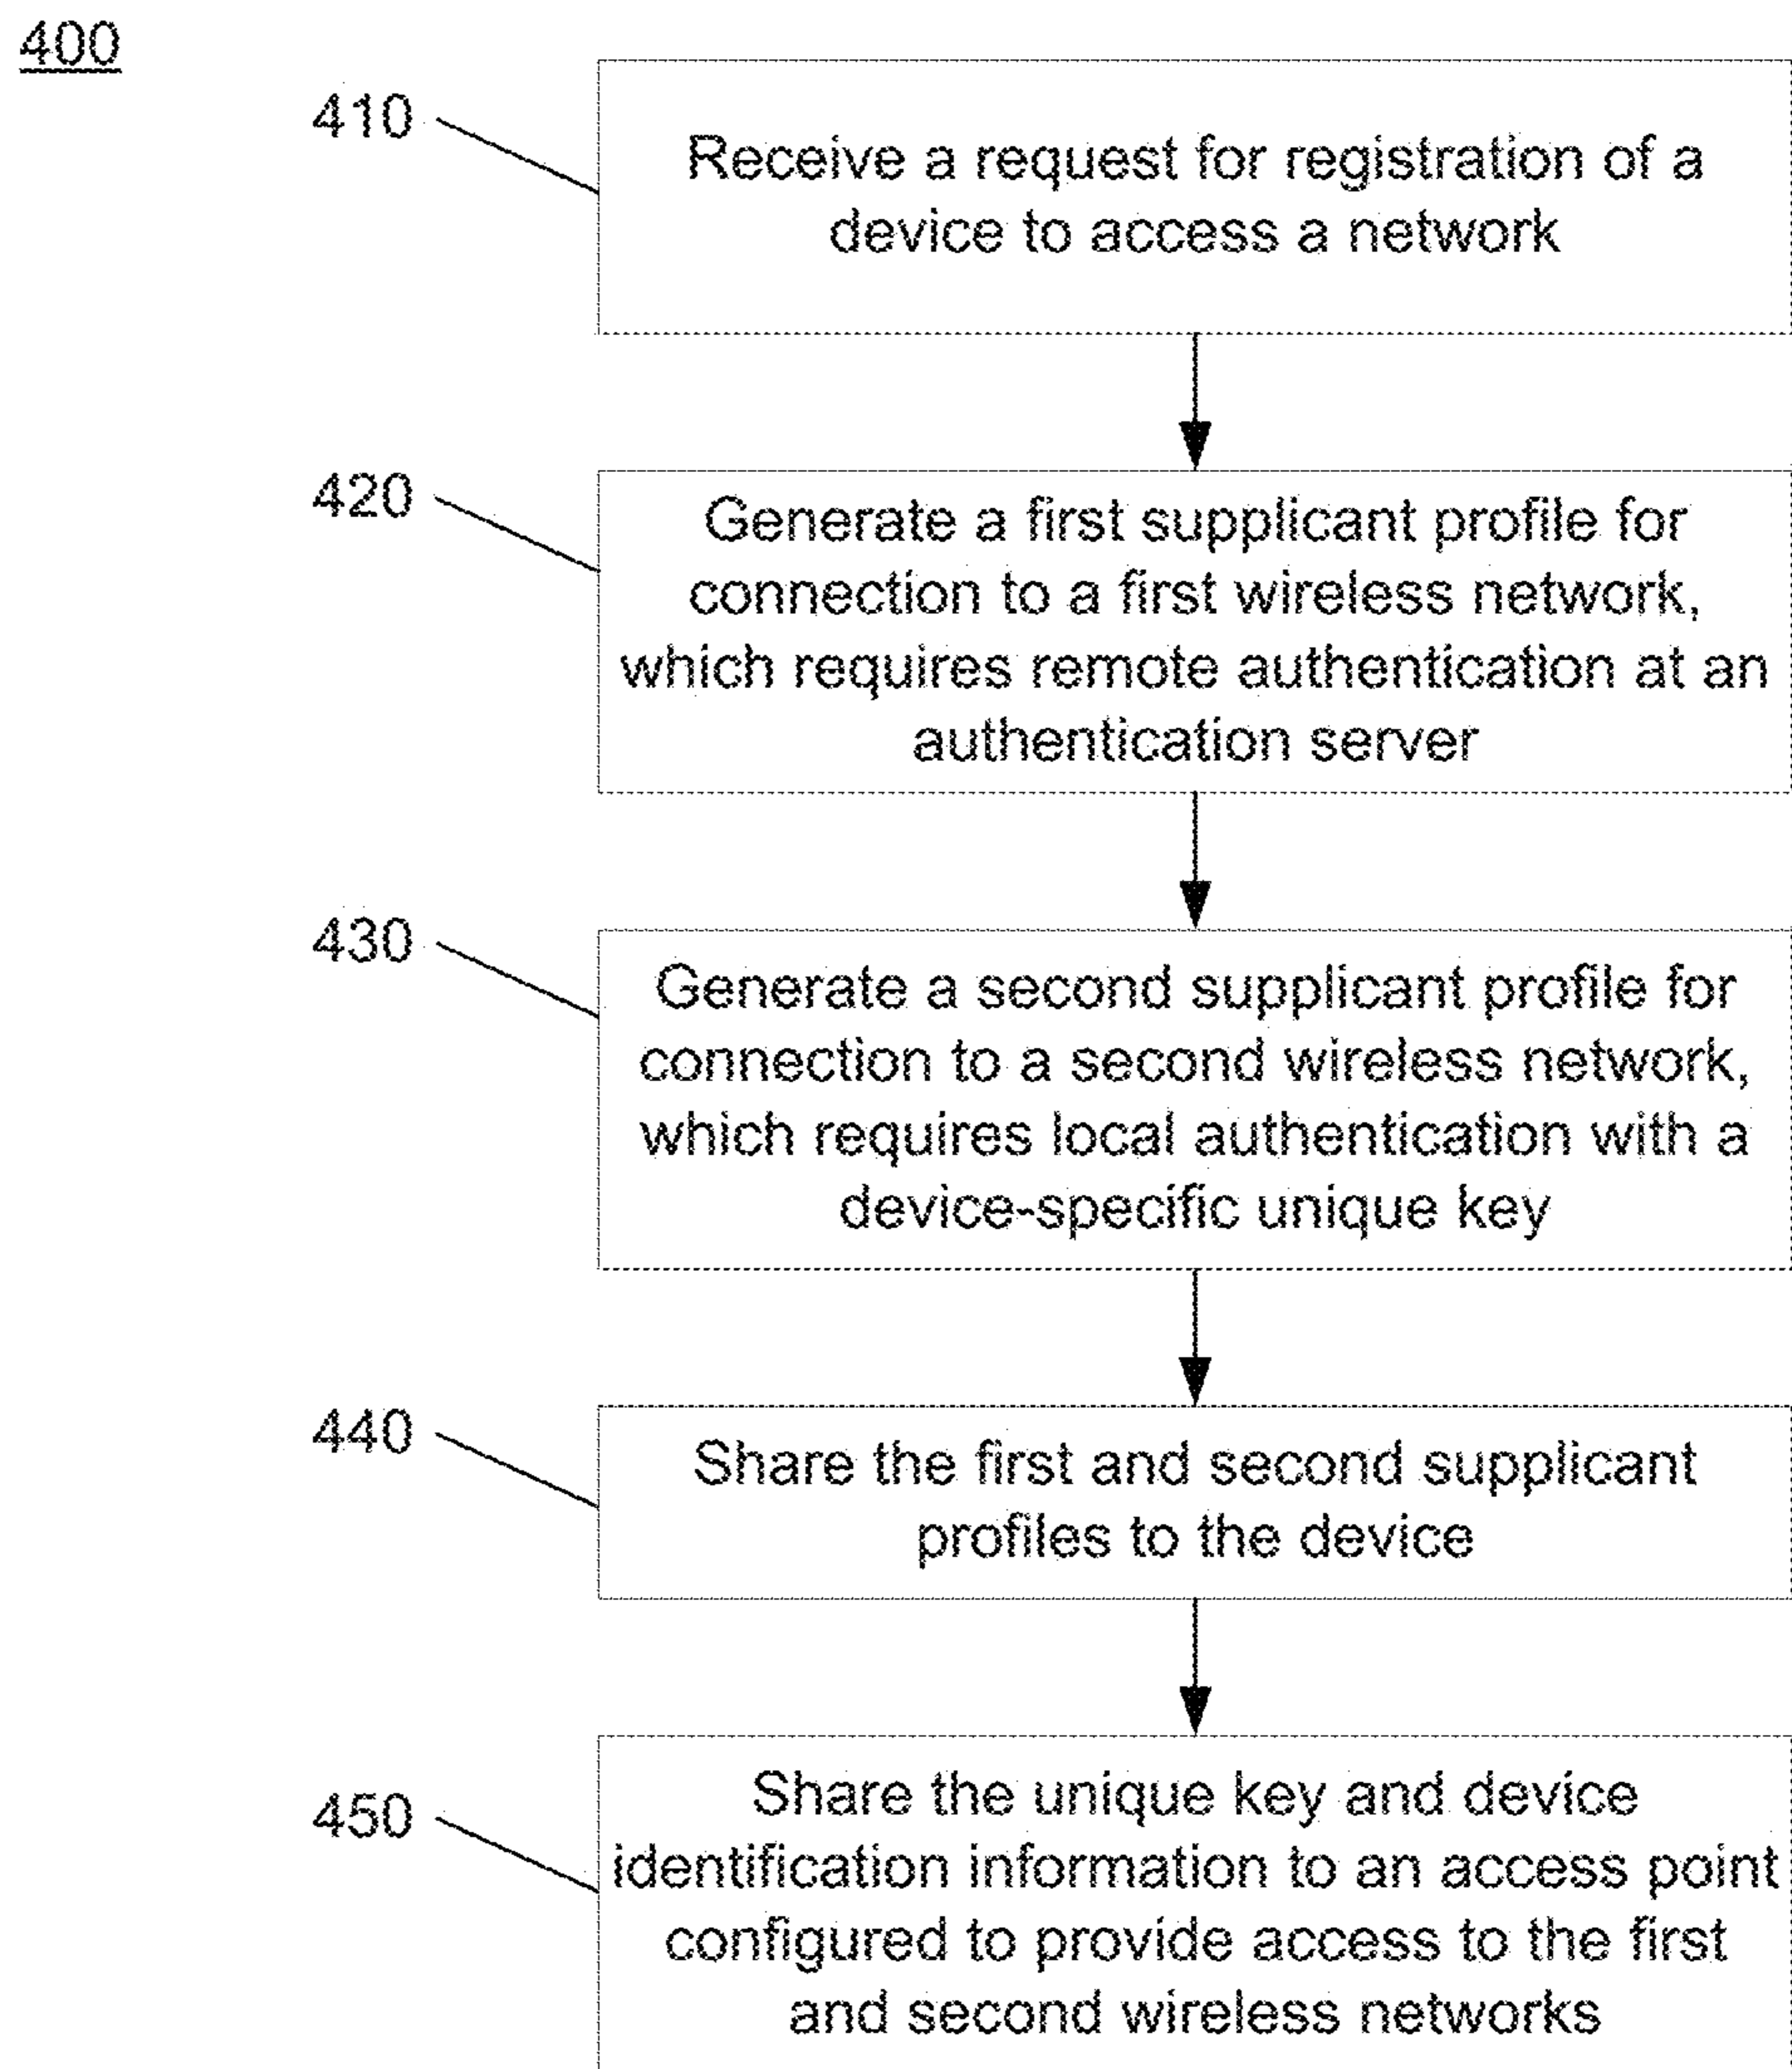 400
410
Receive a request for registration of a
device to access a network
420
Generate a first supplicant profile for
connection to a first wireless network,
which requires remote authentication at an
authentication server
430
Generate a second supplicant profile for
connection to a second wireless network,
which requires local authentication with a
device-specific unique key
440
Share the first and second supplicant
profiles to the device
450
Share the unique key and device
identification information to an access point
configured to provide access to the first
and second wireless networks